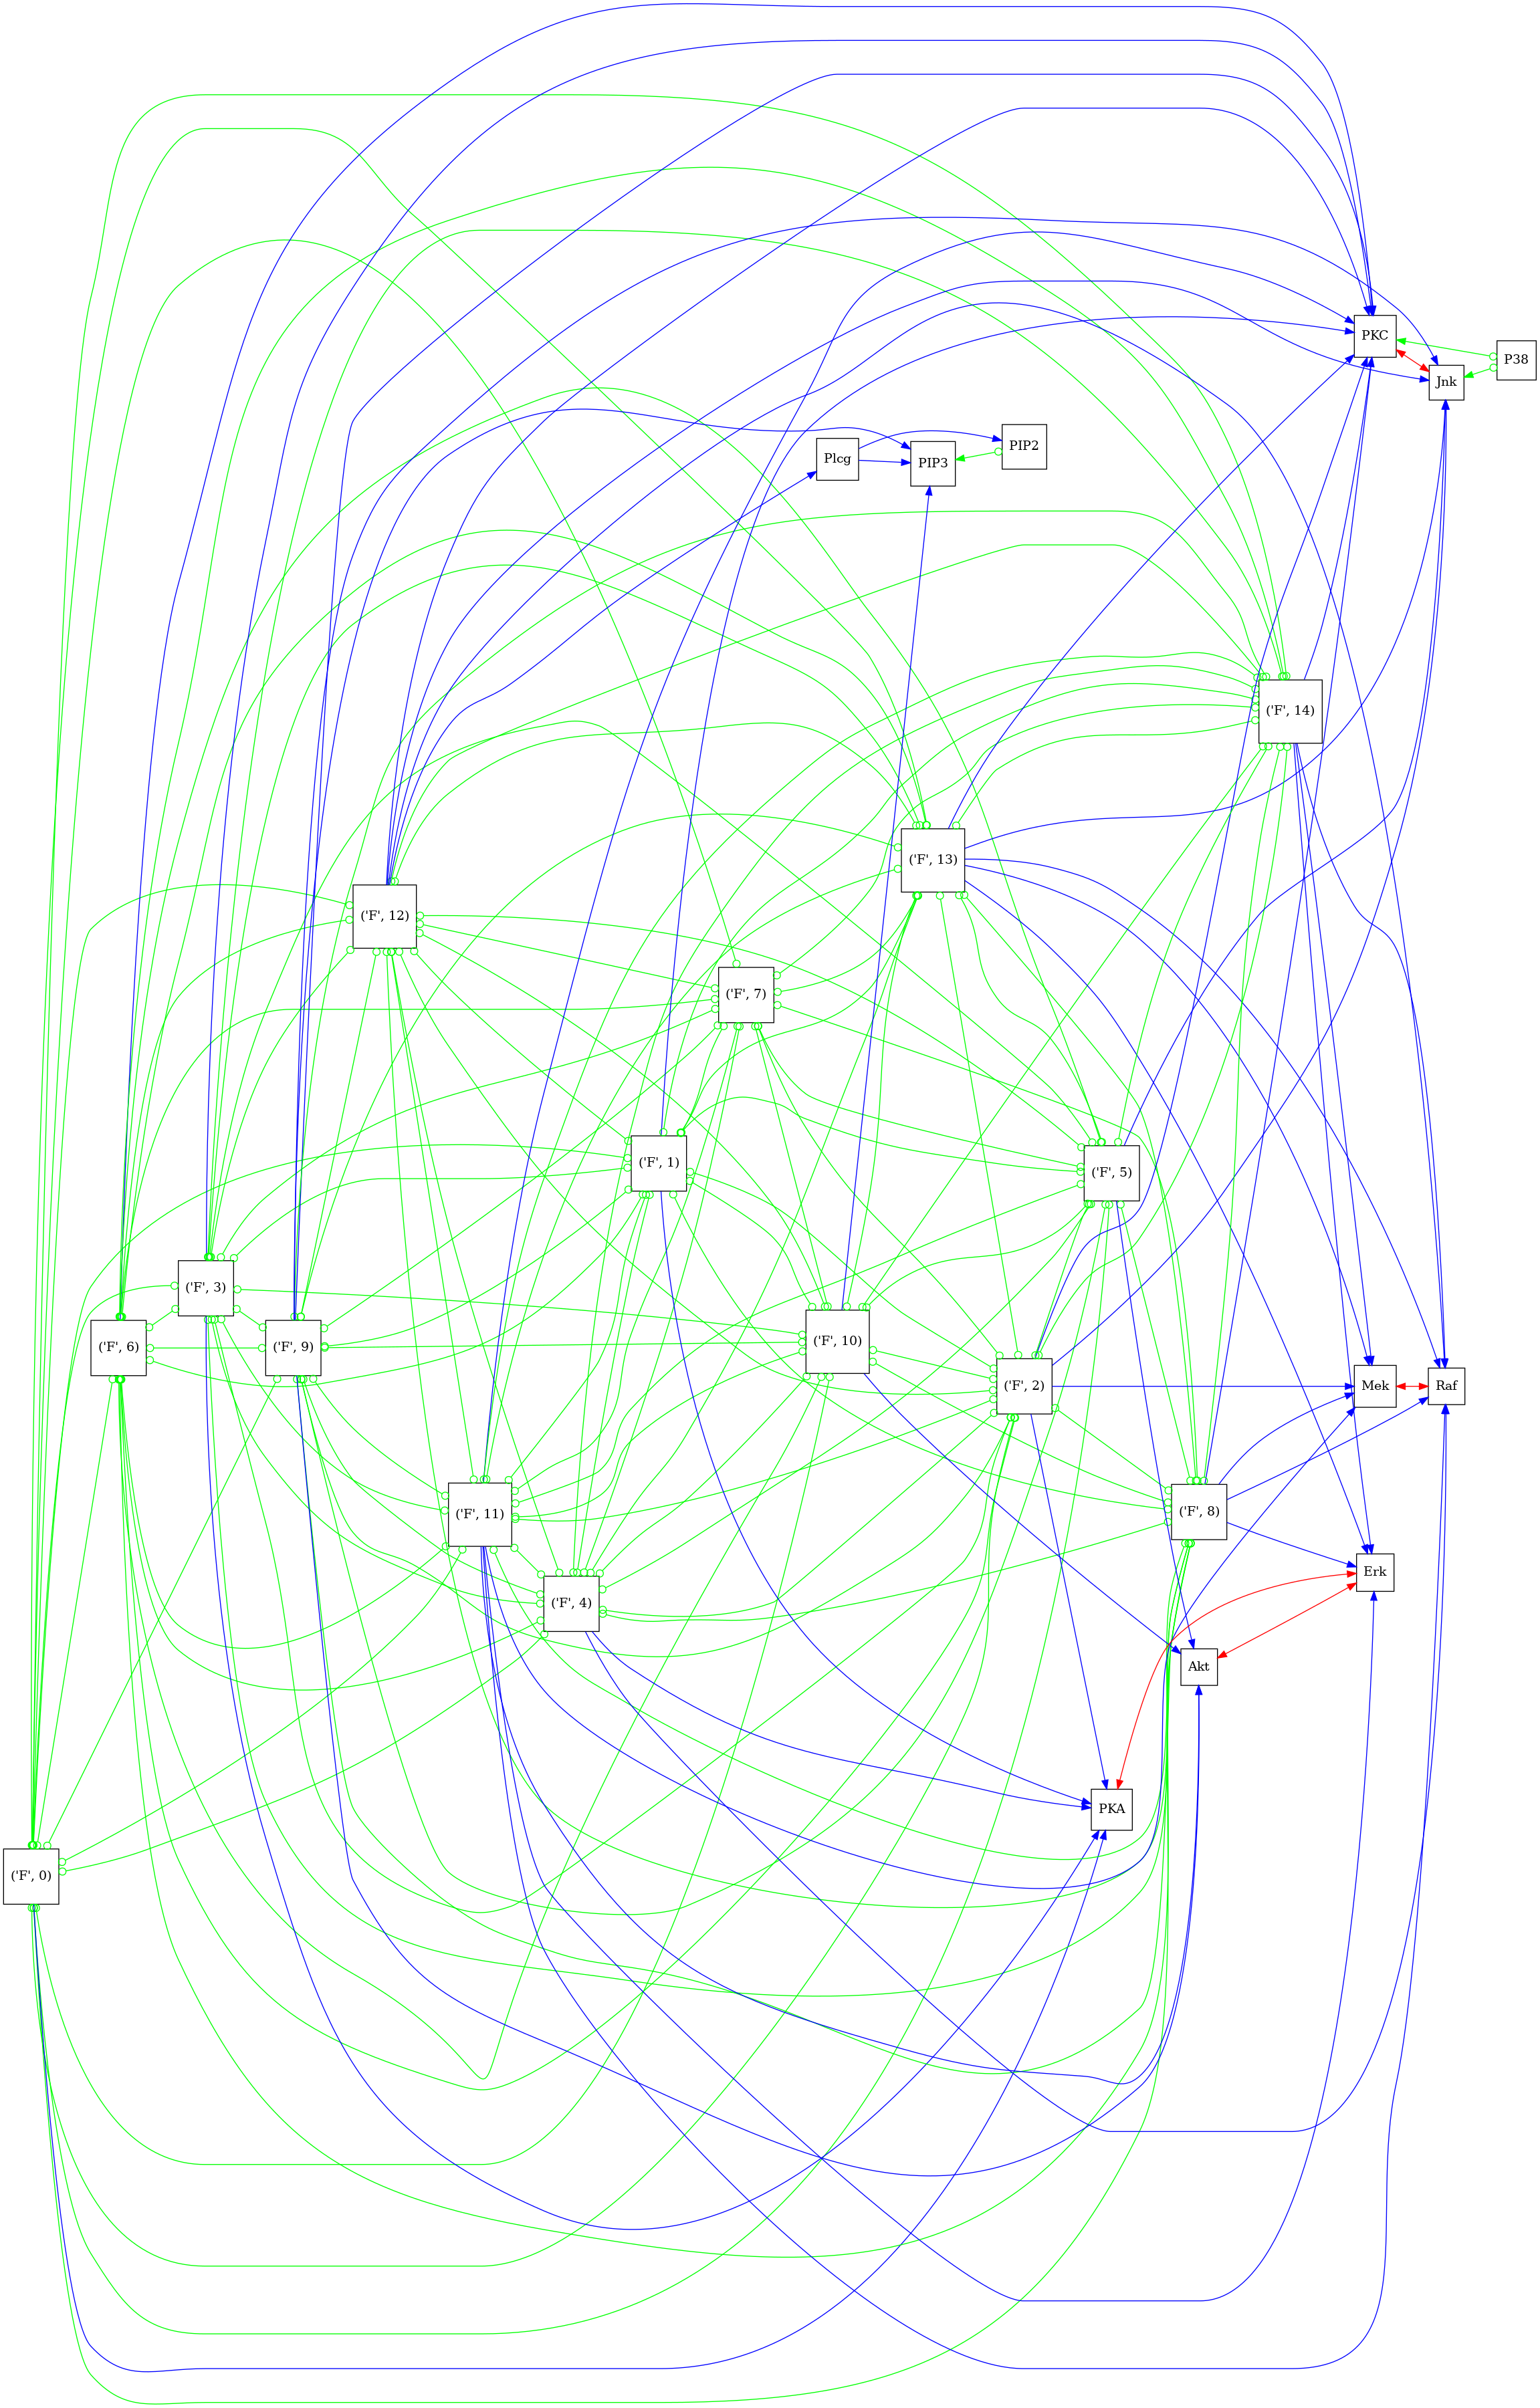 PKC
P38
Jnk
PIP2
Plcg
PIP3
('F', 14)
('F', 13)
('F', 12)
('F', 7)
('F', 1)
('F', 5)
('F', 3)
('F', 10)
('F', 6)
('F', 9)
('F', 2)
Mek
Raf
('F', 8)
('F', 11)
Erk
('F', 4)
Akt
PKA
('F', 0)